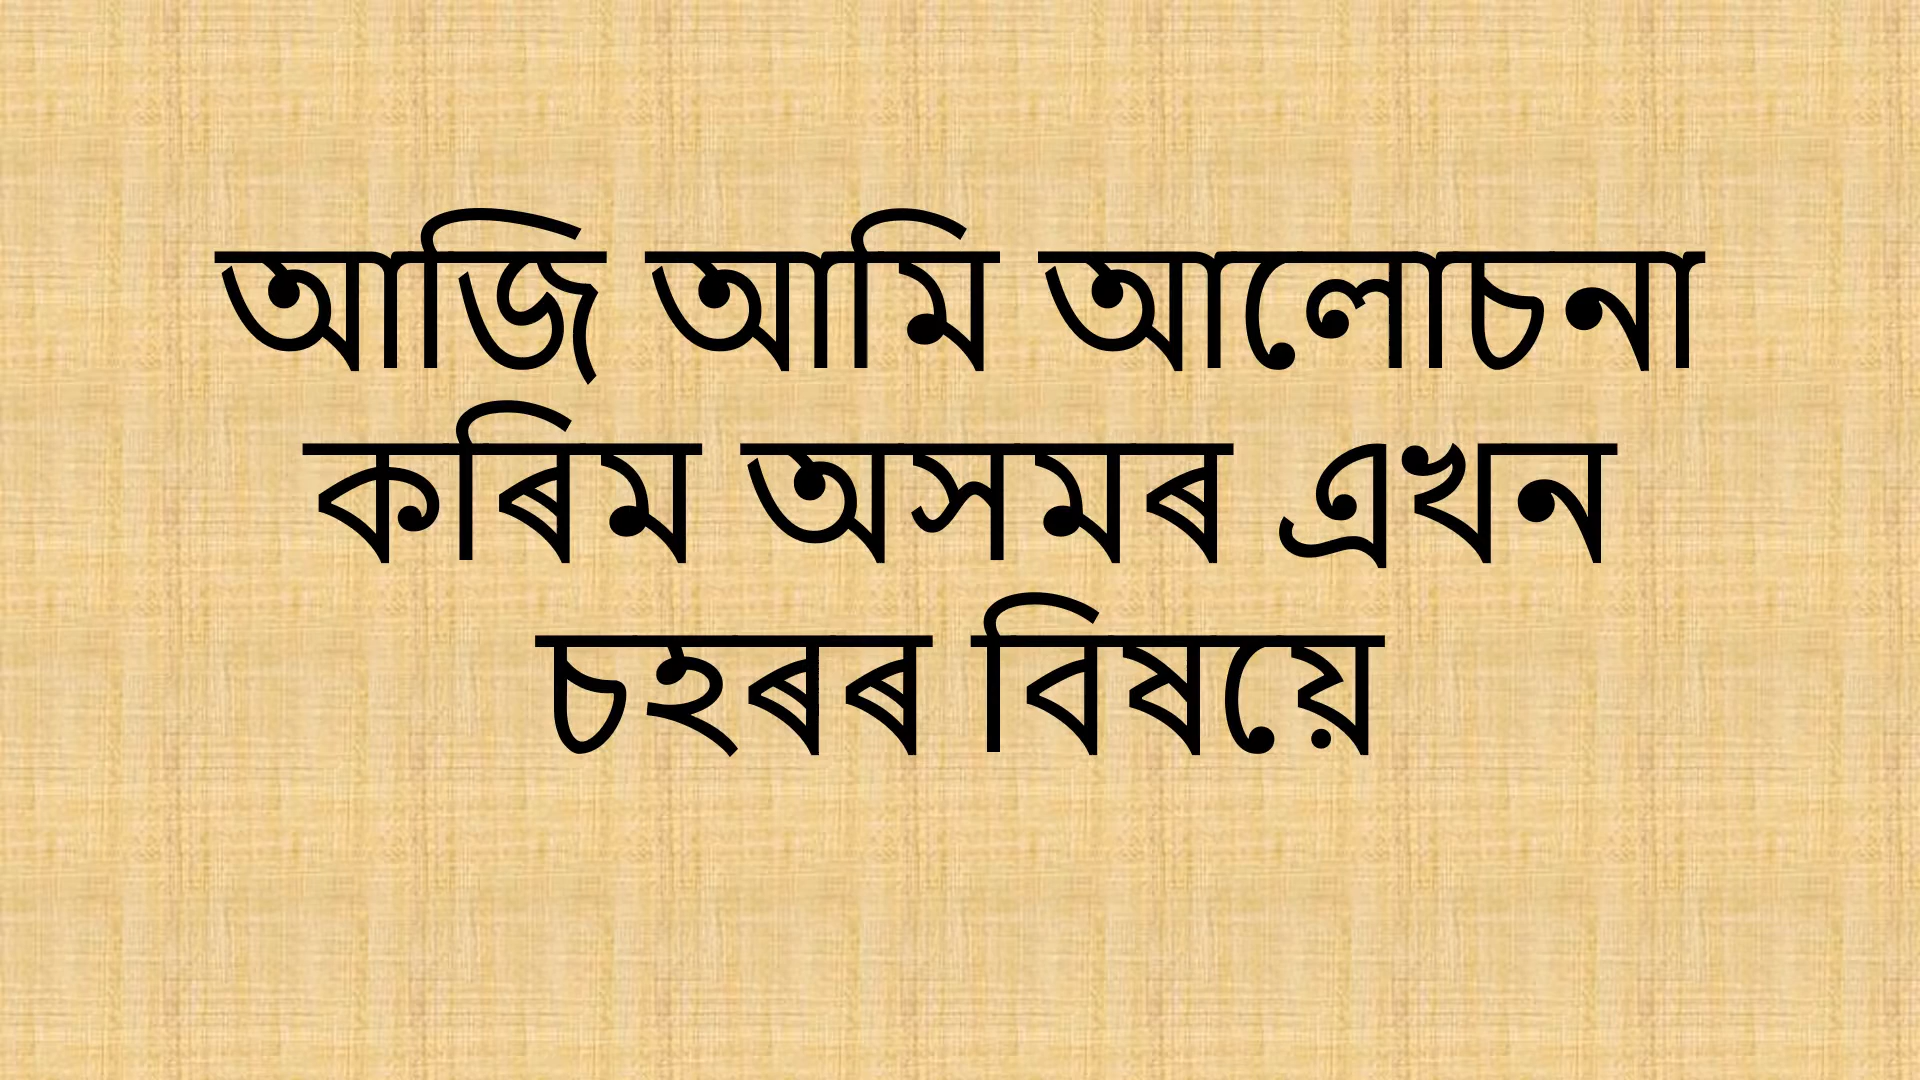 আজি আমি আলোচনা
কৰিম অসমৰ এখন
চহৰৰ বিষয়ে